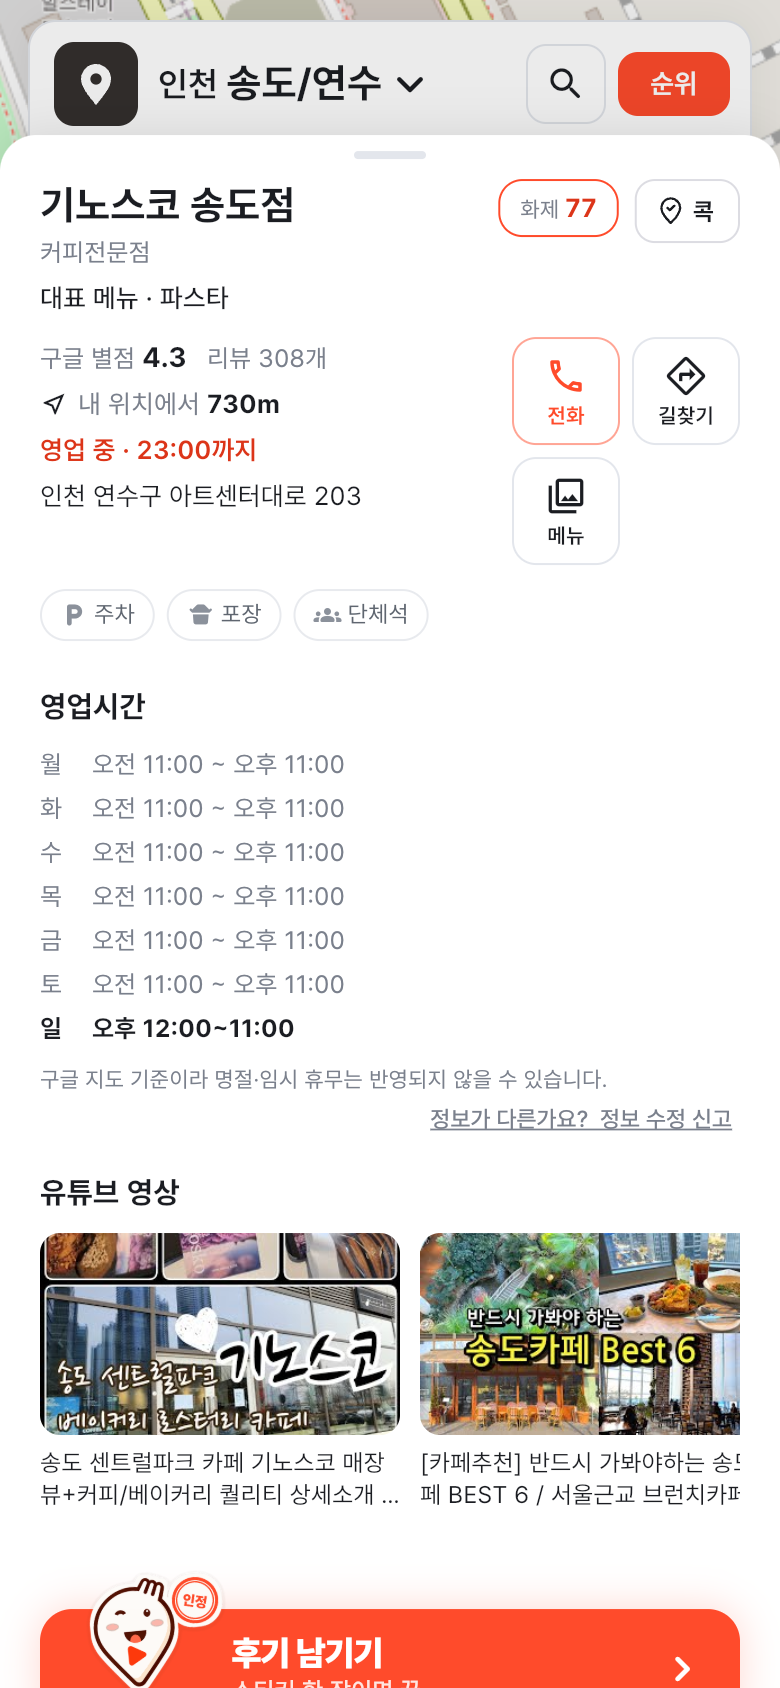 인천 송도/연수
순위
기노스코 송도점
화제 77
콕
커피전문점
대표 메뉴 · 파스타
구글 별점 4.3 리뷰 308개
내 위치에서 730m
영업 중 · 23:00까지
인천 연수구 아트센터대로 203
전화
길찾기
메뉴
주차
포장
단체석
영업시간
월 오전 11:00 ~ 오후 11:00
화 오전 11:00 ~ 오후 11:00
수 오전 11:00 ~ 오후 11:00
목 오전 11:00 ~ 오후 11:00
금 오전 11:00 ~ 오후 11:00
토 오전 11:00 ~ 오후 11:00
일 오후 12:00~11:00
구글 지도 기준이라 명절·임시 휴무는 반영되지 않을 수 있습니다.
정보가 다른가요? 정보 수정 신고
유튜브 영상
송도 센트럴파크 기노스코
베이커리 로스터리 카페
반드시 가봐야 하는
송도카페 Best 6
송도 센트럴파크 카페 기노스코 매장
뷰+커피/베이커리 퀄리티 상세소개 ...
[카페추천] 반드시 가봐야하는 송
페 BEST 6 / 서울근교 브런치카페
인정
후기 남기기